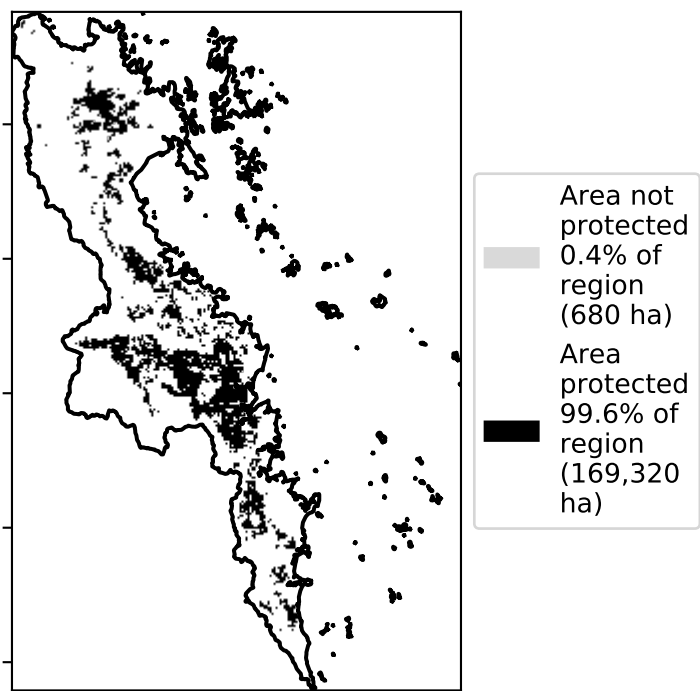 Area not
protected
0.4% of
region
(680 ha)
Area
protected
99.6% of
region
(169,320
ha)